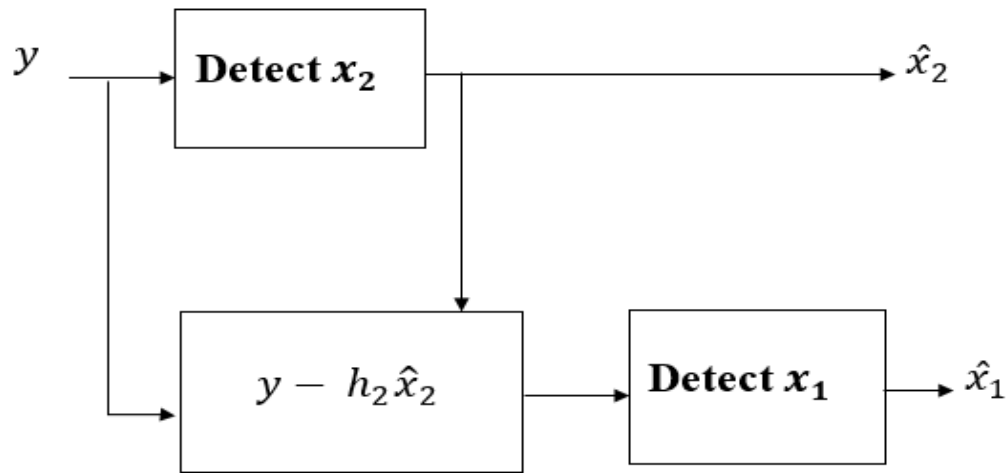 y
Detect x₂
x̂₂
y − h₂x̂₂
Detect x₁
x̂₁